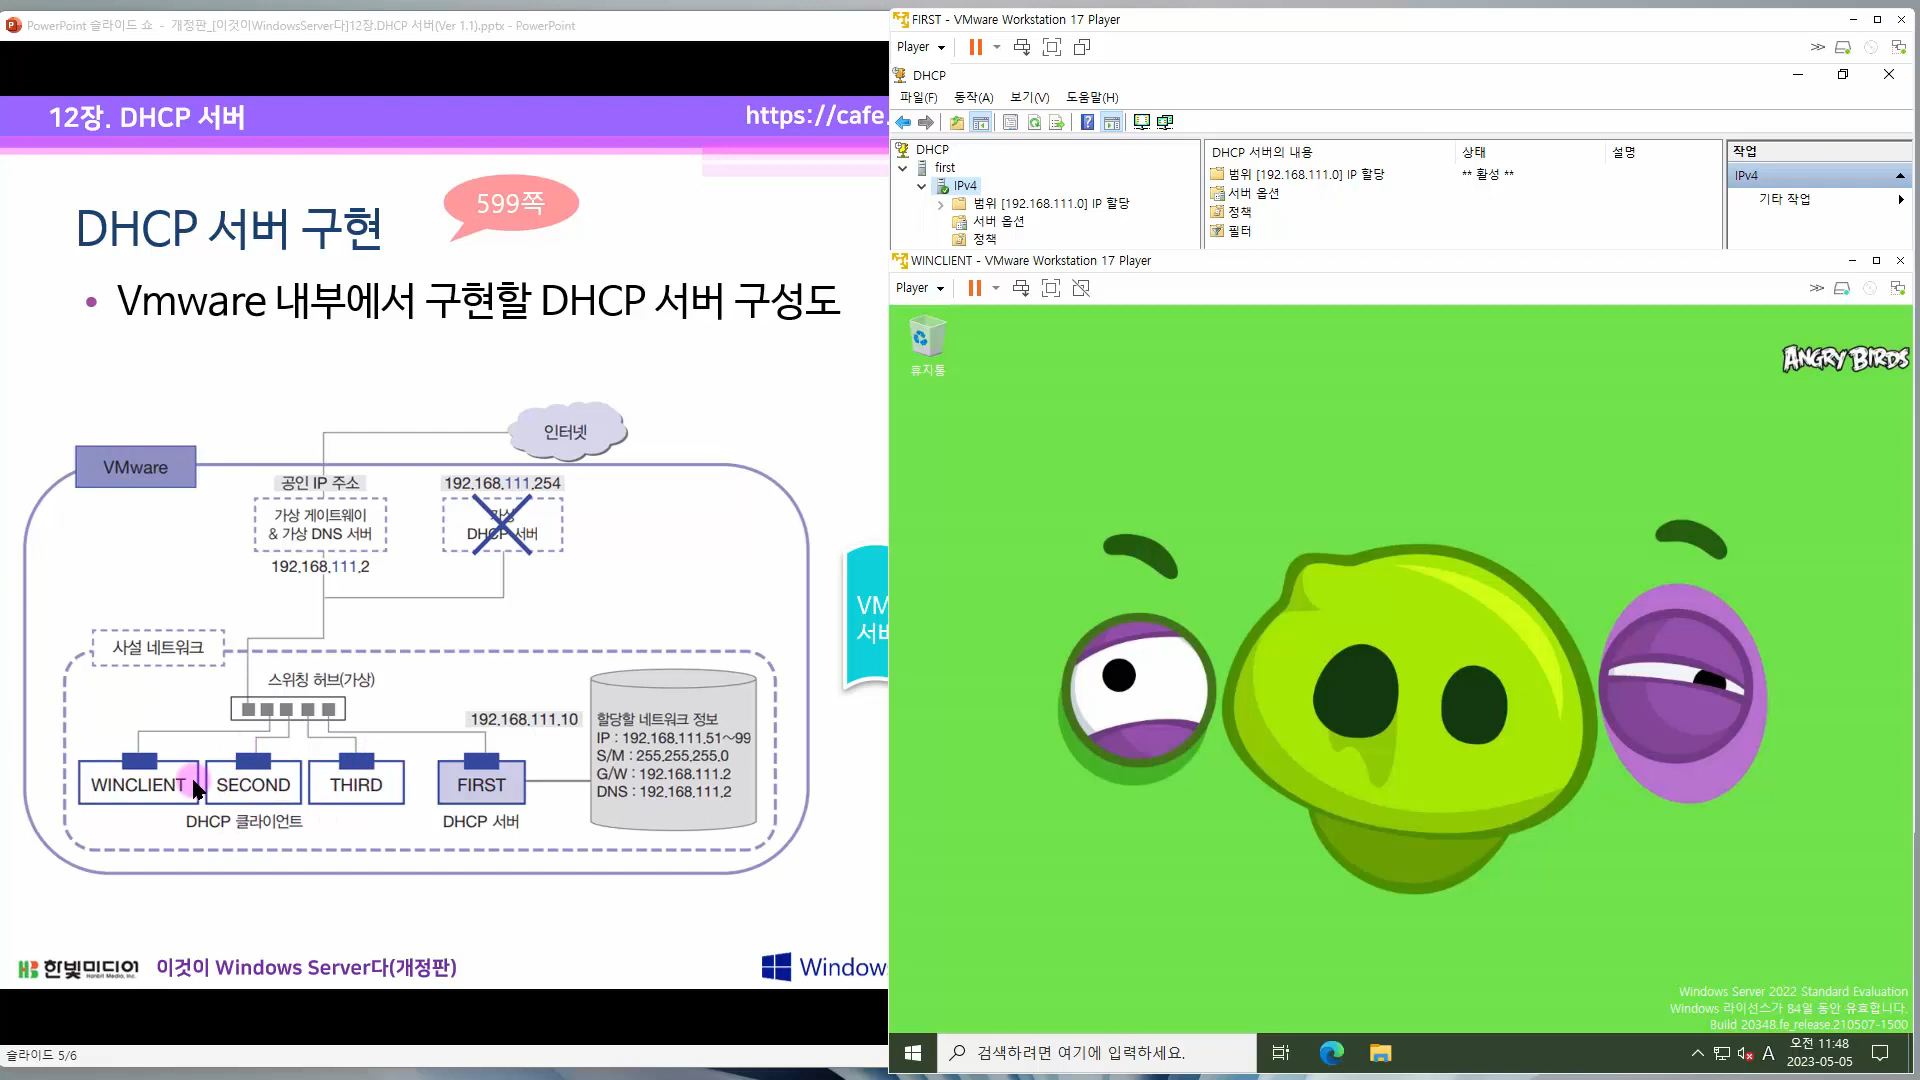 PowerPoint 슬라이드 쇼 - 개정판_[이것이WindowsServer다]12장.DHCP 서버(Ver 1.1).pptx - PowerPoint
12장. DHCP 서버
https://cafe.
DHCP 서버 구현
599쪽
• Vmware 내부에서 구현할 DHCP 서버 구성도
인터넷
VMware
공인 IP 주소
192.168.111.254
가상 게이트웨이
& 가상 DNS 서버
가상
DHCP 서버
192.168.111.2
VM
서버
사설 네트워크
스위칭 허브(가상)
192.168.111.10
할당할 네트워크 정보
IP : 192.168.111.51~99
S/M : 255.255.255.0
G/W : 192.168.111.2
DNS : 192.168.111.2
WINCLIENT
SECOND
THIRD
FIRST
DHCP 클라이언트
DHCP 서버
한빛미디어
Hanbit Media, Inc.
이것이 Windows Server다(개정판)
Window
슬라이드 5/6
FIRST - VMware Workstation 17 Player
Player
DHCP
파일(F) 동작(A) 보기(V) 도움말(H)
DHCP
first
IPv4
범위 [192.168.111.0] IP 할당
서버 옵션
정책
DHCP 서버의 내용 상태 설명
범위 [192.168.111.0] IP 할당 ** 활성 **
서버 옵션
정책
필터
작업
IPv4
기타 작업
WINCLIENT - VMware Workstation 17 Player
Player
휴지통
ANGRY BIRDS
Windows Server 2022 Standard Evaluation
Windows 라이선스가 84일 동안 유효합니다.
Build 20348.fe_release.210507-1500
검색하려면 여기에 입력하세요.
A
오전 11:48
2023-05-05